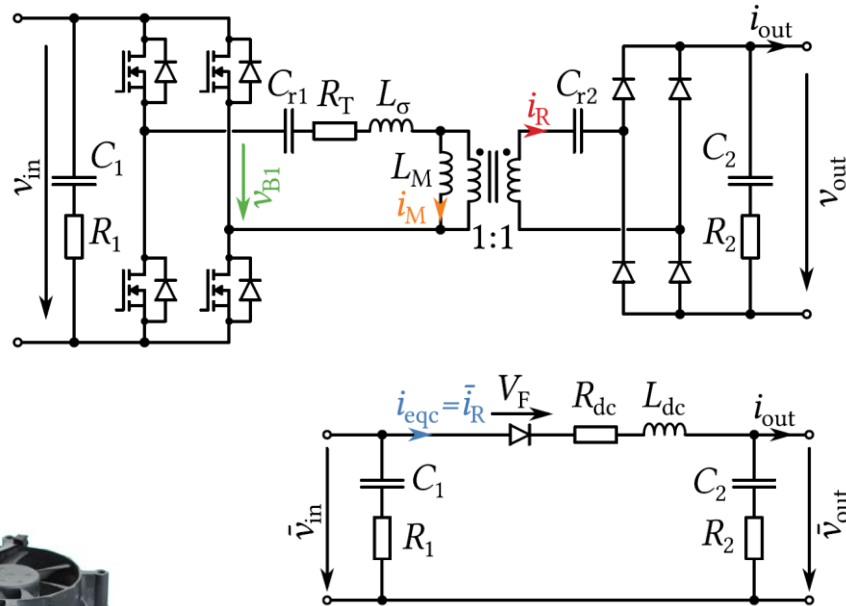 i_out
C_r1 R_T L_σ C_r2
i_R
v_in C_1 v_B1 L_M C_2 v_out
i_M
R_1 1:1 R_2
i_eqc=i̅_R V_F R_dc L_dc i_out
v̅_in C_1 C_2 v̅_out
R_1 R_2